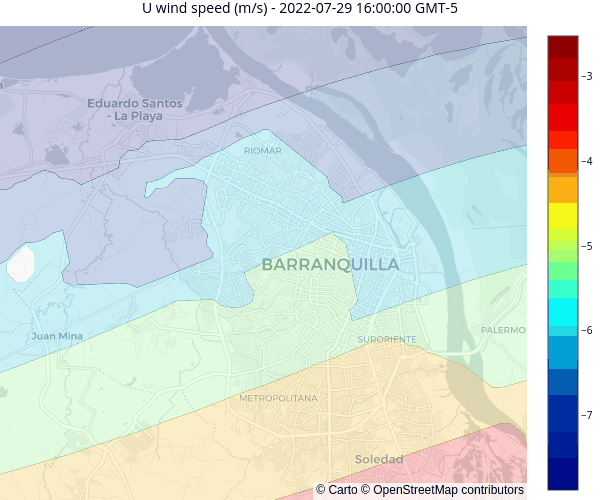 U wind speed (m/s) - 2022-07-29 16:00:00 GMT-5
Eduardo Santos
- La Playa
RIOMAR
BARRANQUILLA
Juan Mina
SURORIENTE
PALERMO
METROPOLITANA
Soledad
© Carto © OpenStreetMap contributors
−3
−4
−5
−6
−7